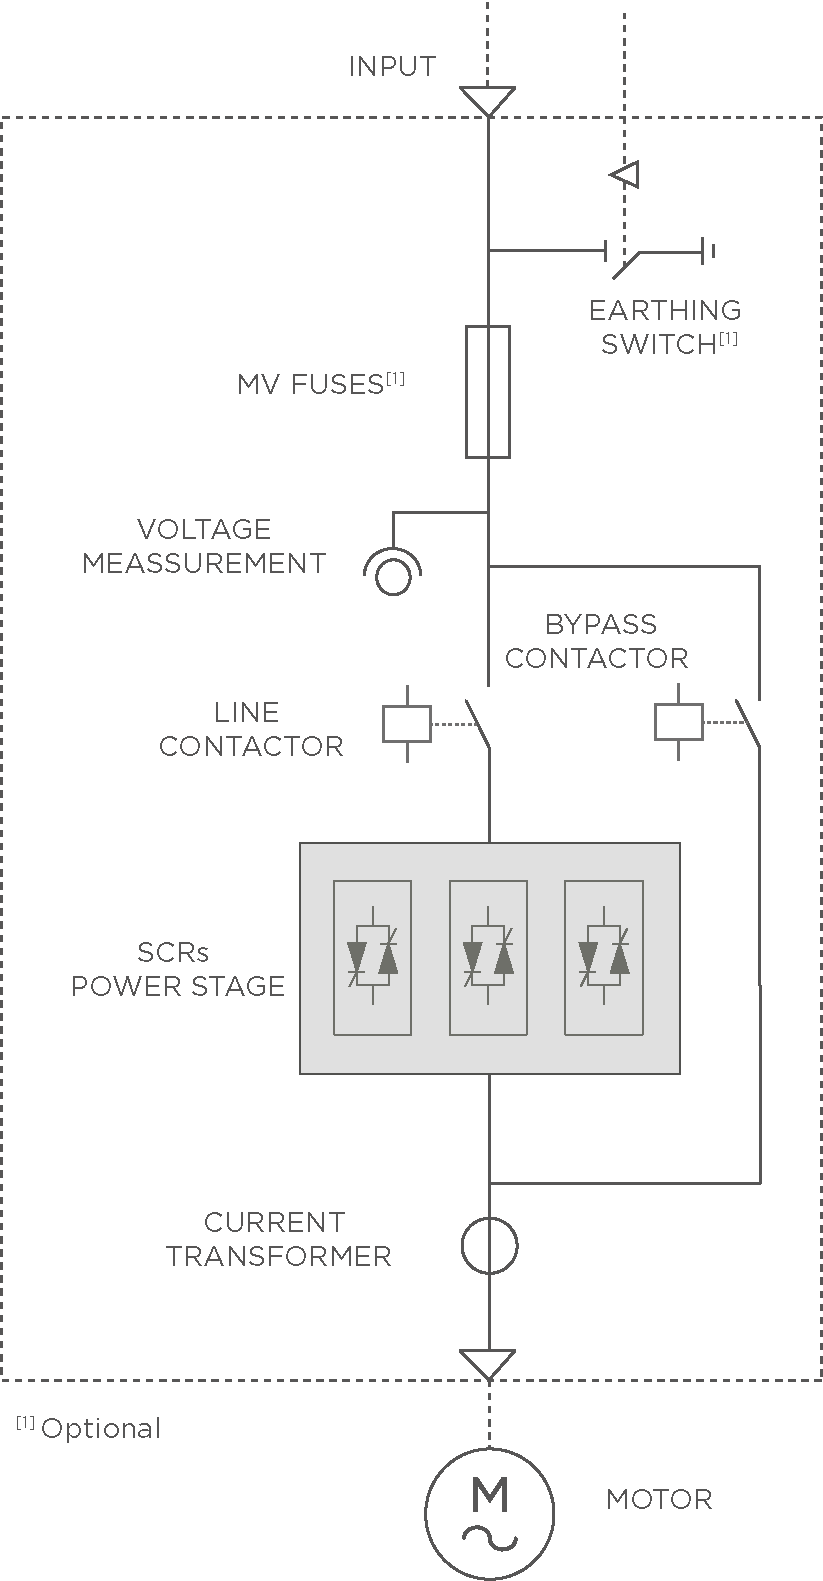 INPUT
EARTHING
SWITCH[1]
MV FUSES[1]
VOLTAGE
MEASSUREMENT
BYPASS
CONTACTOR
LINE
CONTACTOR
SCRs
POWER STAGE
CURRENT
TRANSFORMER
[1] Optional
M
MOTOR